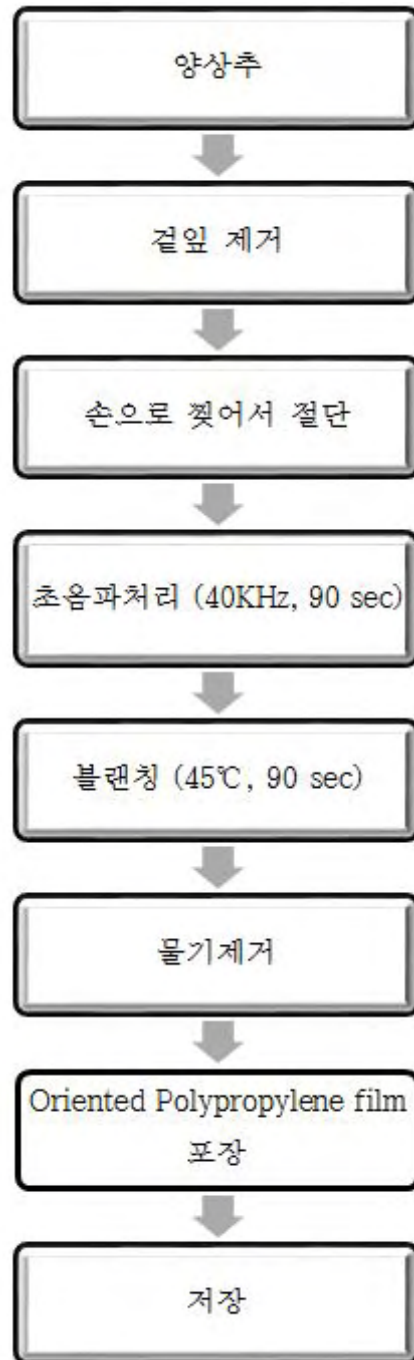 양상추
겉잎 제거
손으로 찢어서 절단
초음파처리 (40KHz, 90 sec)
블랜칭 (45℃, 90 sec)
물기제거
Oriented Polypropylene film
포장
저장